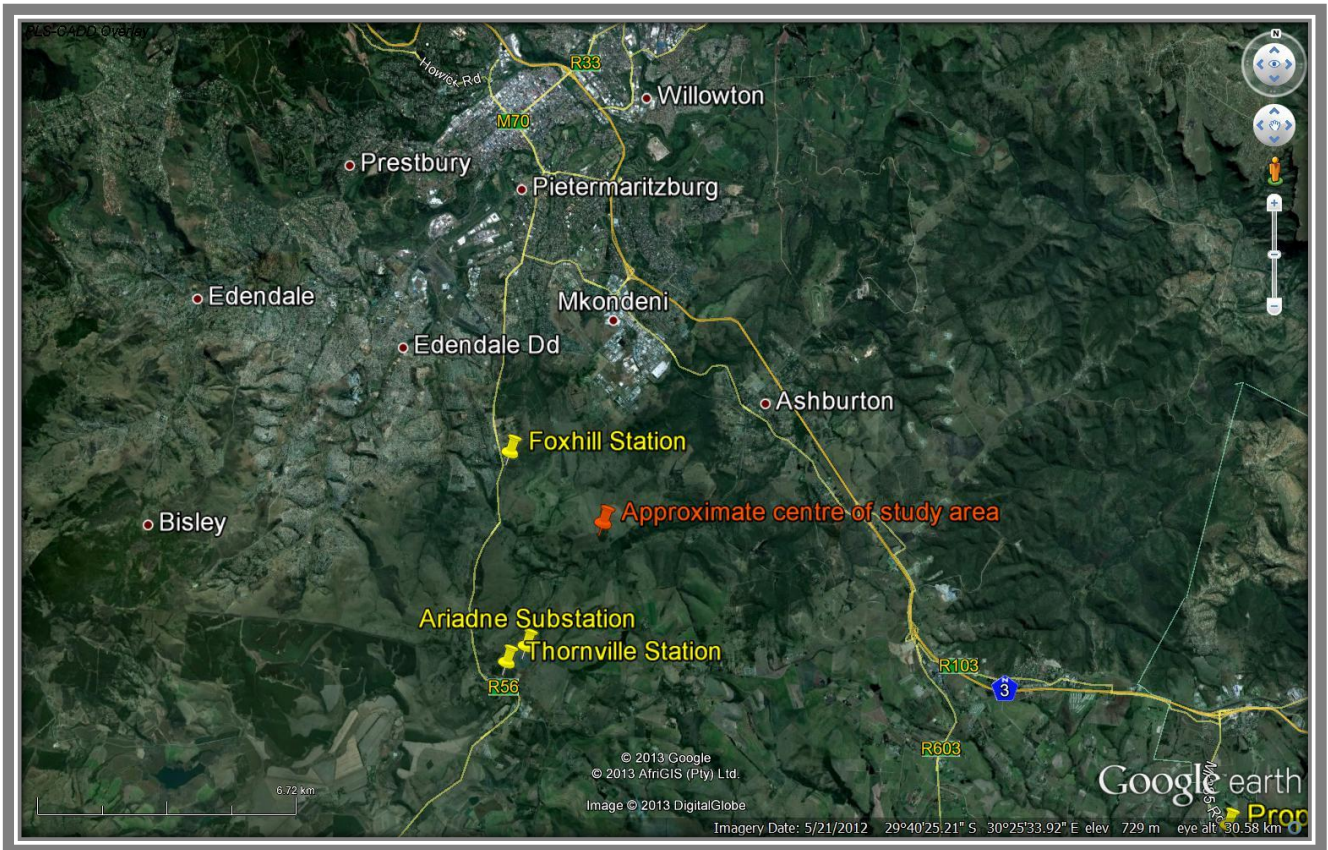 PLS-CADD Overlay
N
R33
Howick Rd
Willowton
M70
Prestbury
Pietermaritzburg
Edendale
Mkondeni
Edendale Dd
Ashburton
Foxhill Station
Approximate centre of study area
Bisley
Ariadne Substation
Thornville Station
R103
R56
3
R603
© 2013 Google
© 2013 AfriGIS (Pty) Ltd.
Google earth
6.72 km
Image © 2013 DigitalGlobe
Prop
Imagery Date: 5/21/2012 29°40'25.21" S 30°25'33.92" E elev 729 m eye alt 30.58 km